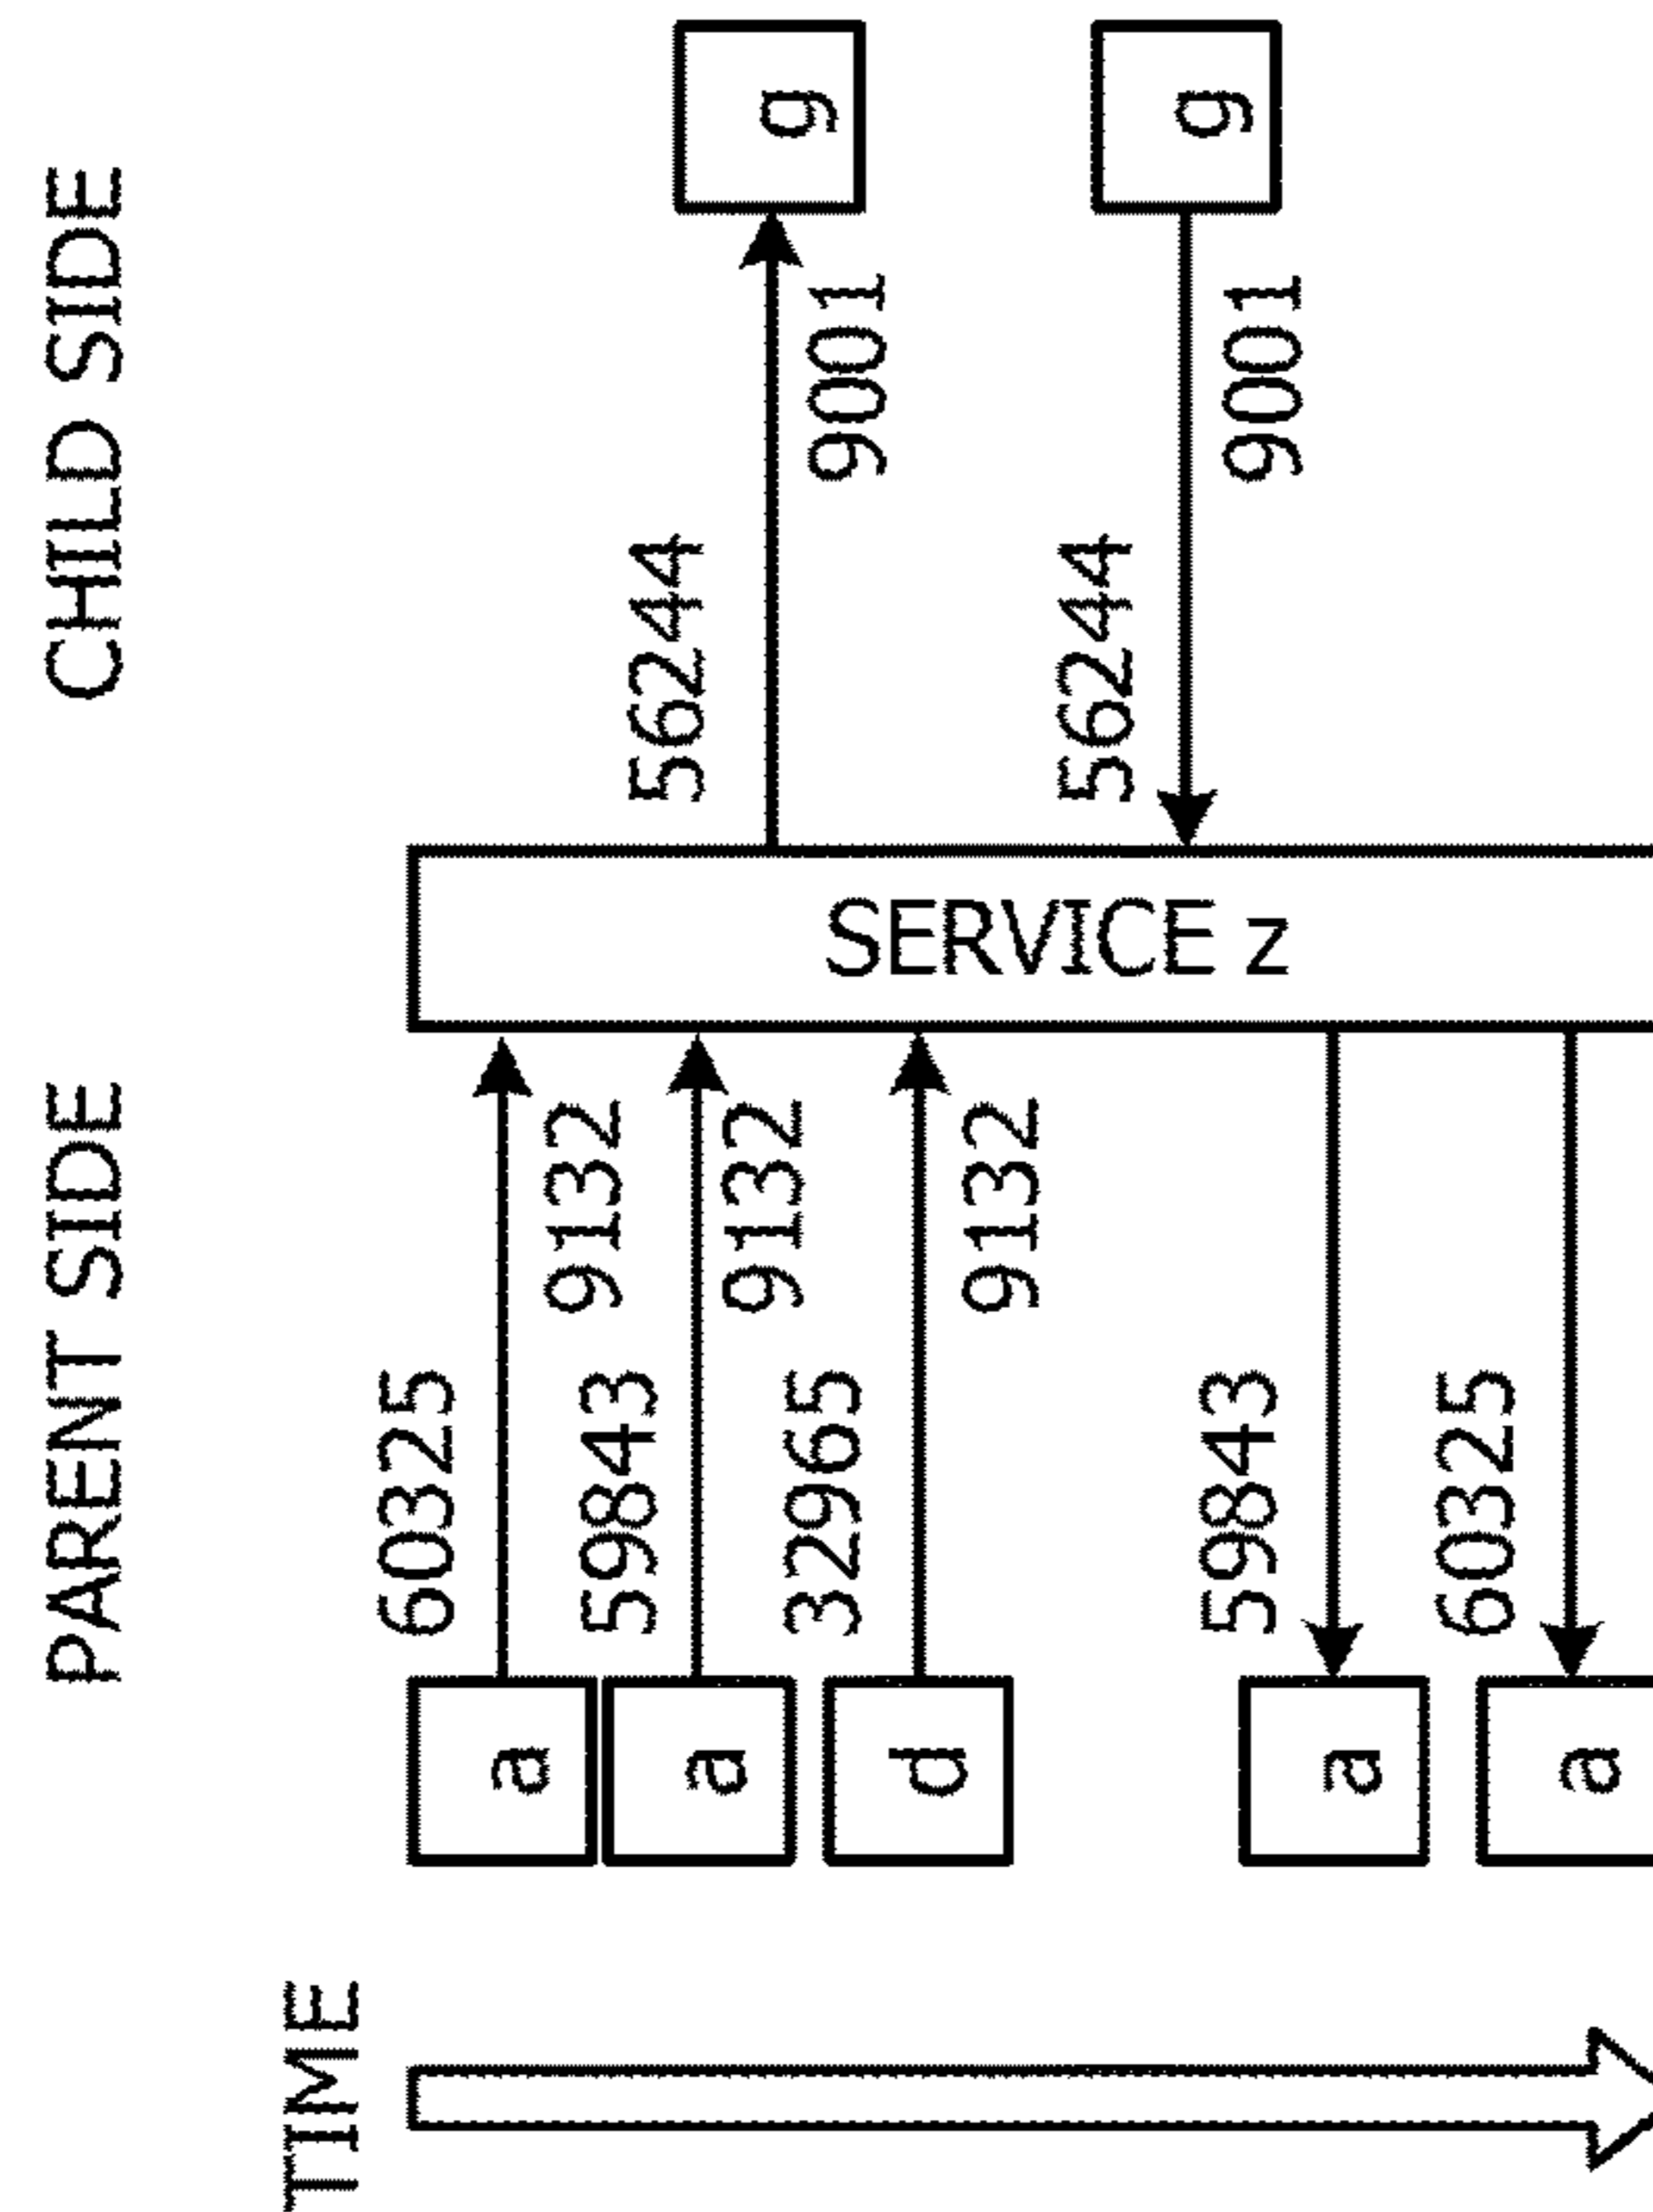 PARENT SIDE
CHILD SIDE
TIME
a
60325
9132
a
59843
9132
56244
9001
g
d
32965
9132
SERVICE z
56244
9001
g
a
59843
a
60325